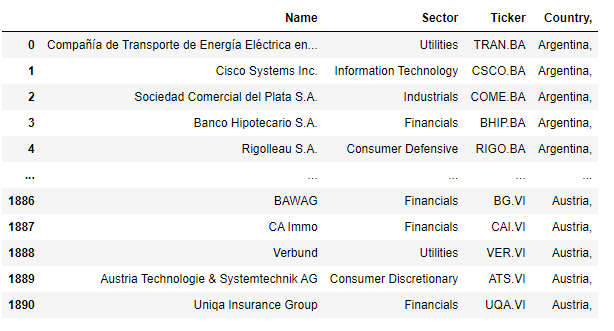 Name Sector Ticker Country,
0 Compañía de Transporte de Energía Eléctrica en... Utilities TRAN.BA Argentina,
1 Cisco Systems Inc. Information Technology CSCO.BA Argentina,
2 Sociedad Comercial del Plata S.A. Industrials COME.BA Argentina,
3 Banco Hipotecario S.A. Financials BHIP.BA Argentina,
4 Rigolleau S.A. Consumer Defensive RIGO.BA Argentina,
... ... ... ... ...
1886 BAWAG Financials BG.VI Austria,
1887 CA Immo Financials CAI.VI Austria,
1888 Verbund Utilities VER.VI Austria,
1889 Austria Technologie & Systemtechnik AG Consumer Discretionary ATS.VI Austria,
1890 Uniqa Insurance Group Financials UQA.VI Austria,